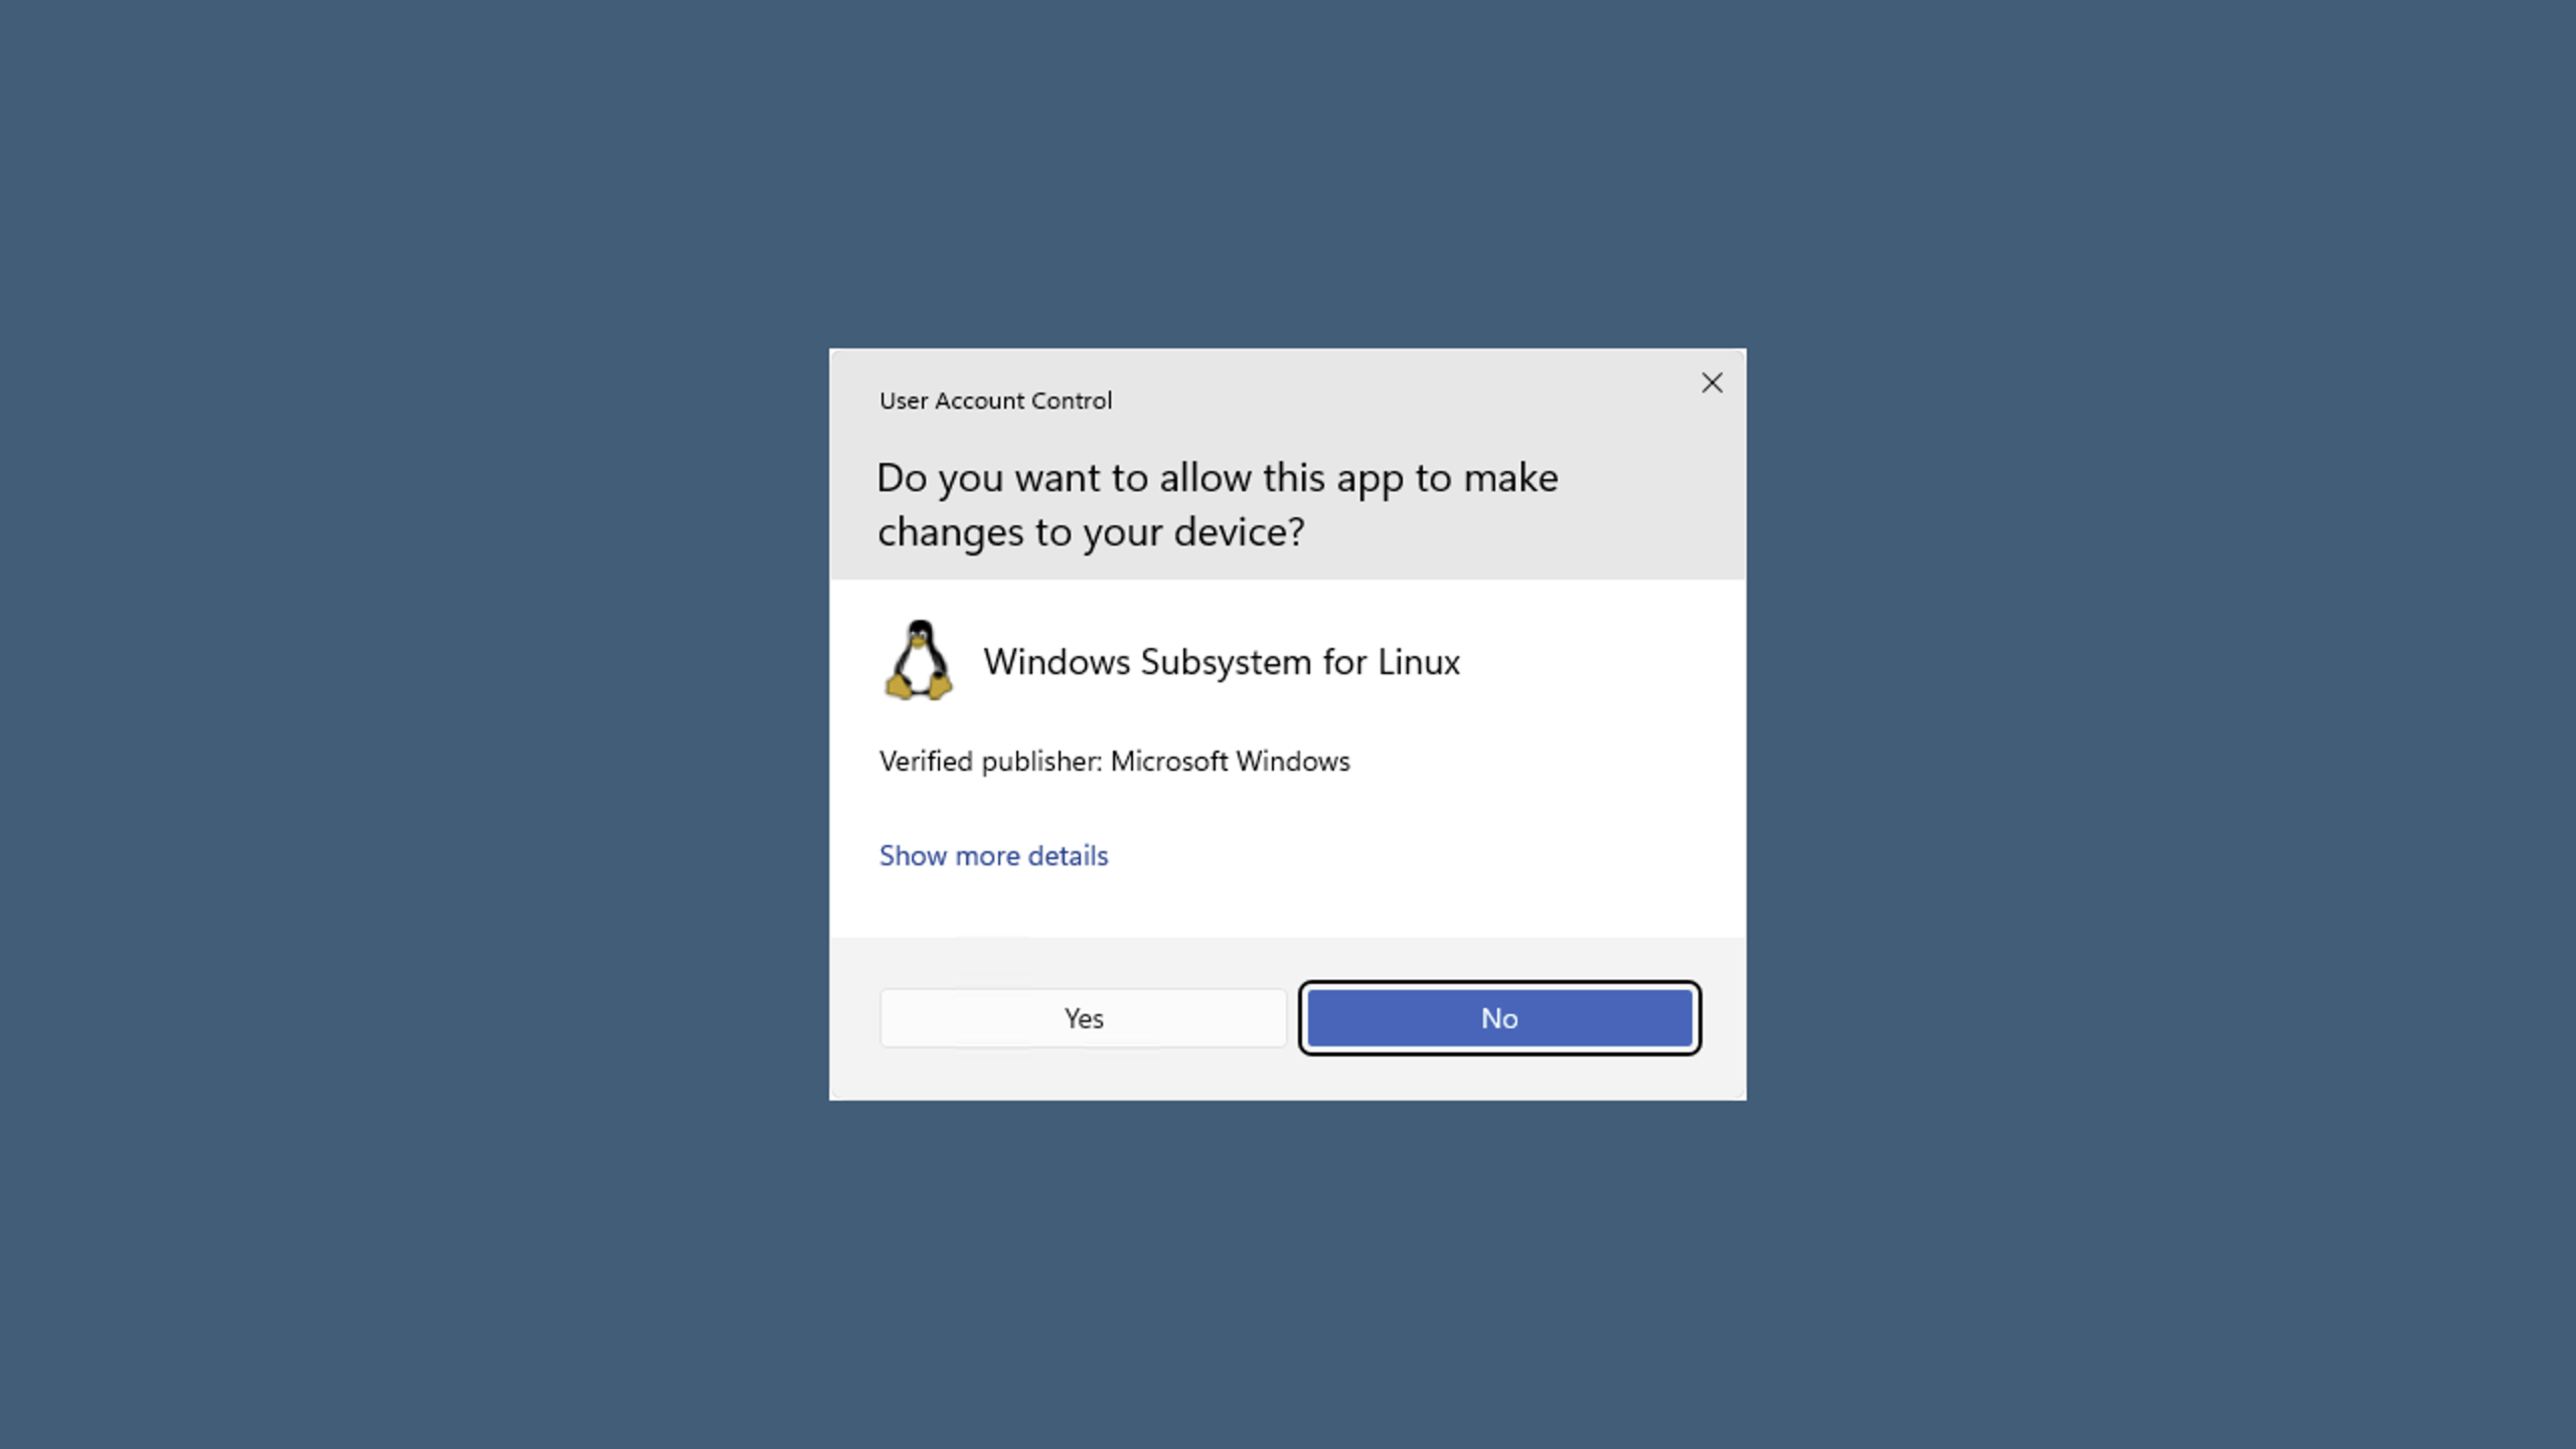 User Account Control
Do you want to allow this app to make
changes to your device?
Windows Subsystem for Linux
Verified publisher: Microsoft Windows
Show more details
Yes
No